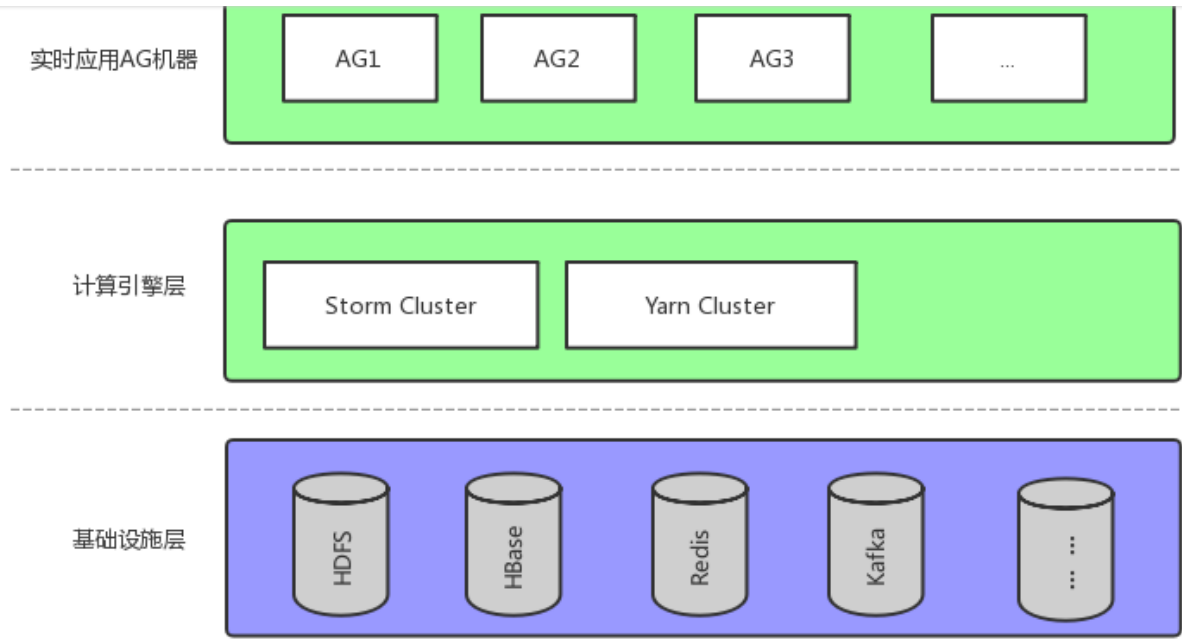 实时应用AG机器
AG1
AG2
AG3
...
计算引擎层
Storm Cluster
Yarn Cluster
基础设施层
HDFS
HBase
Redis
Kafka
... ...